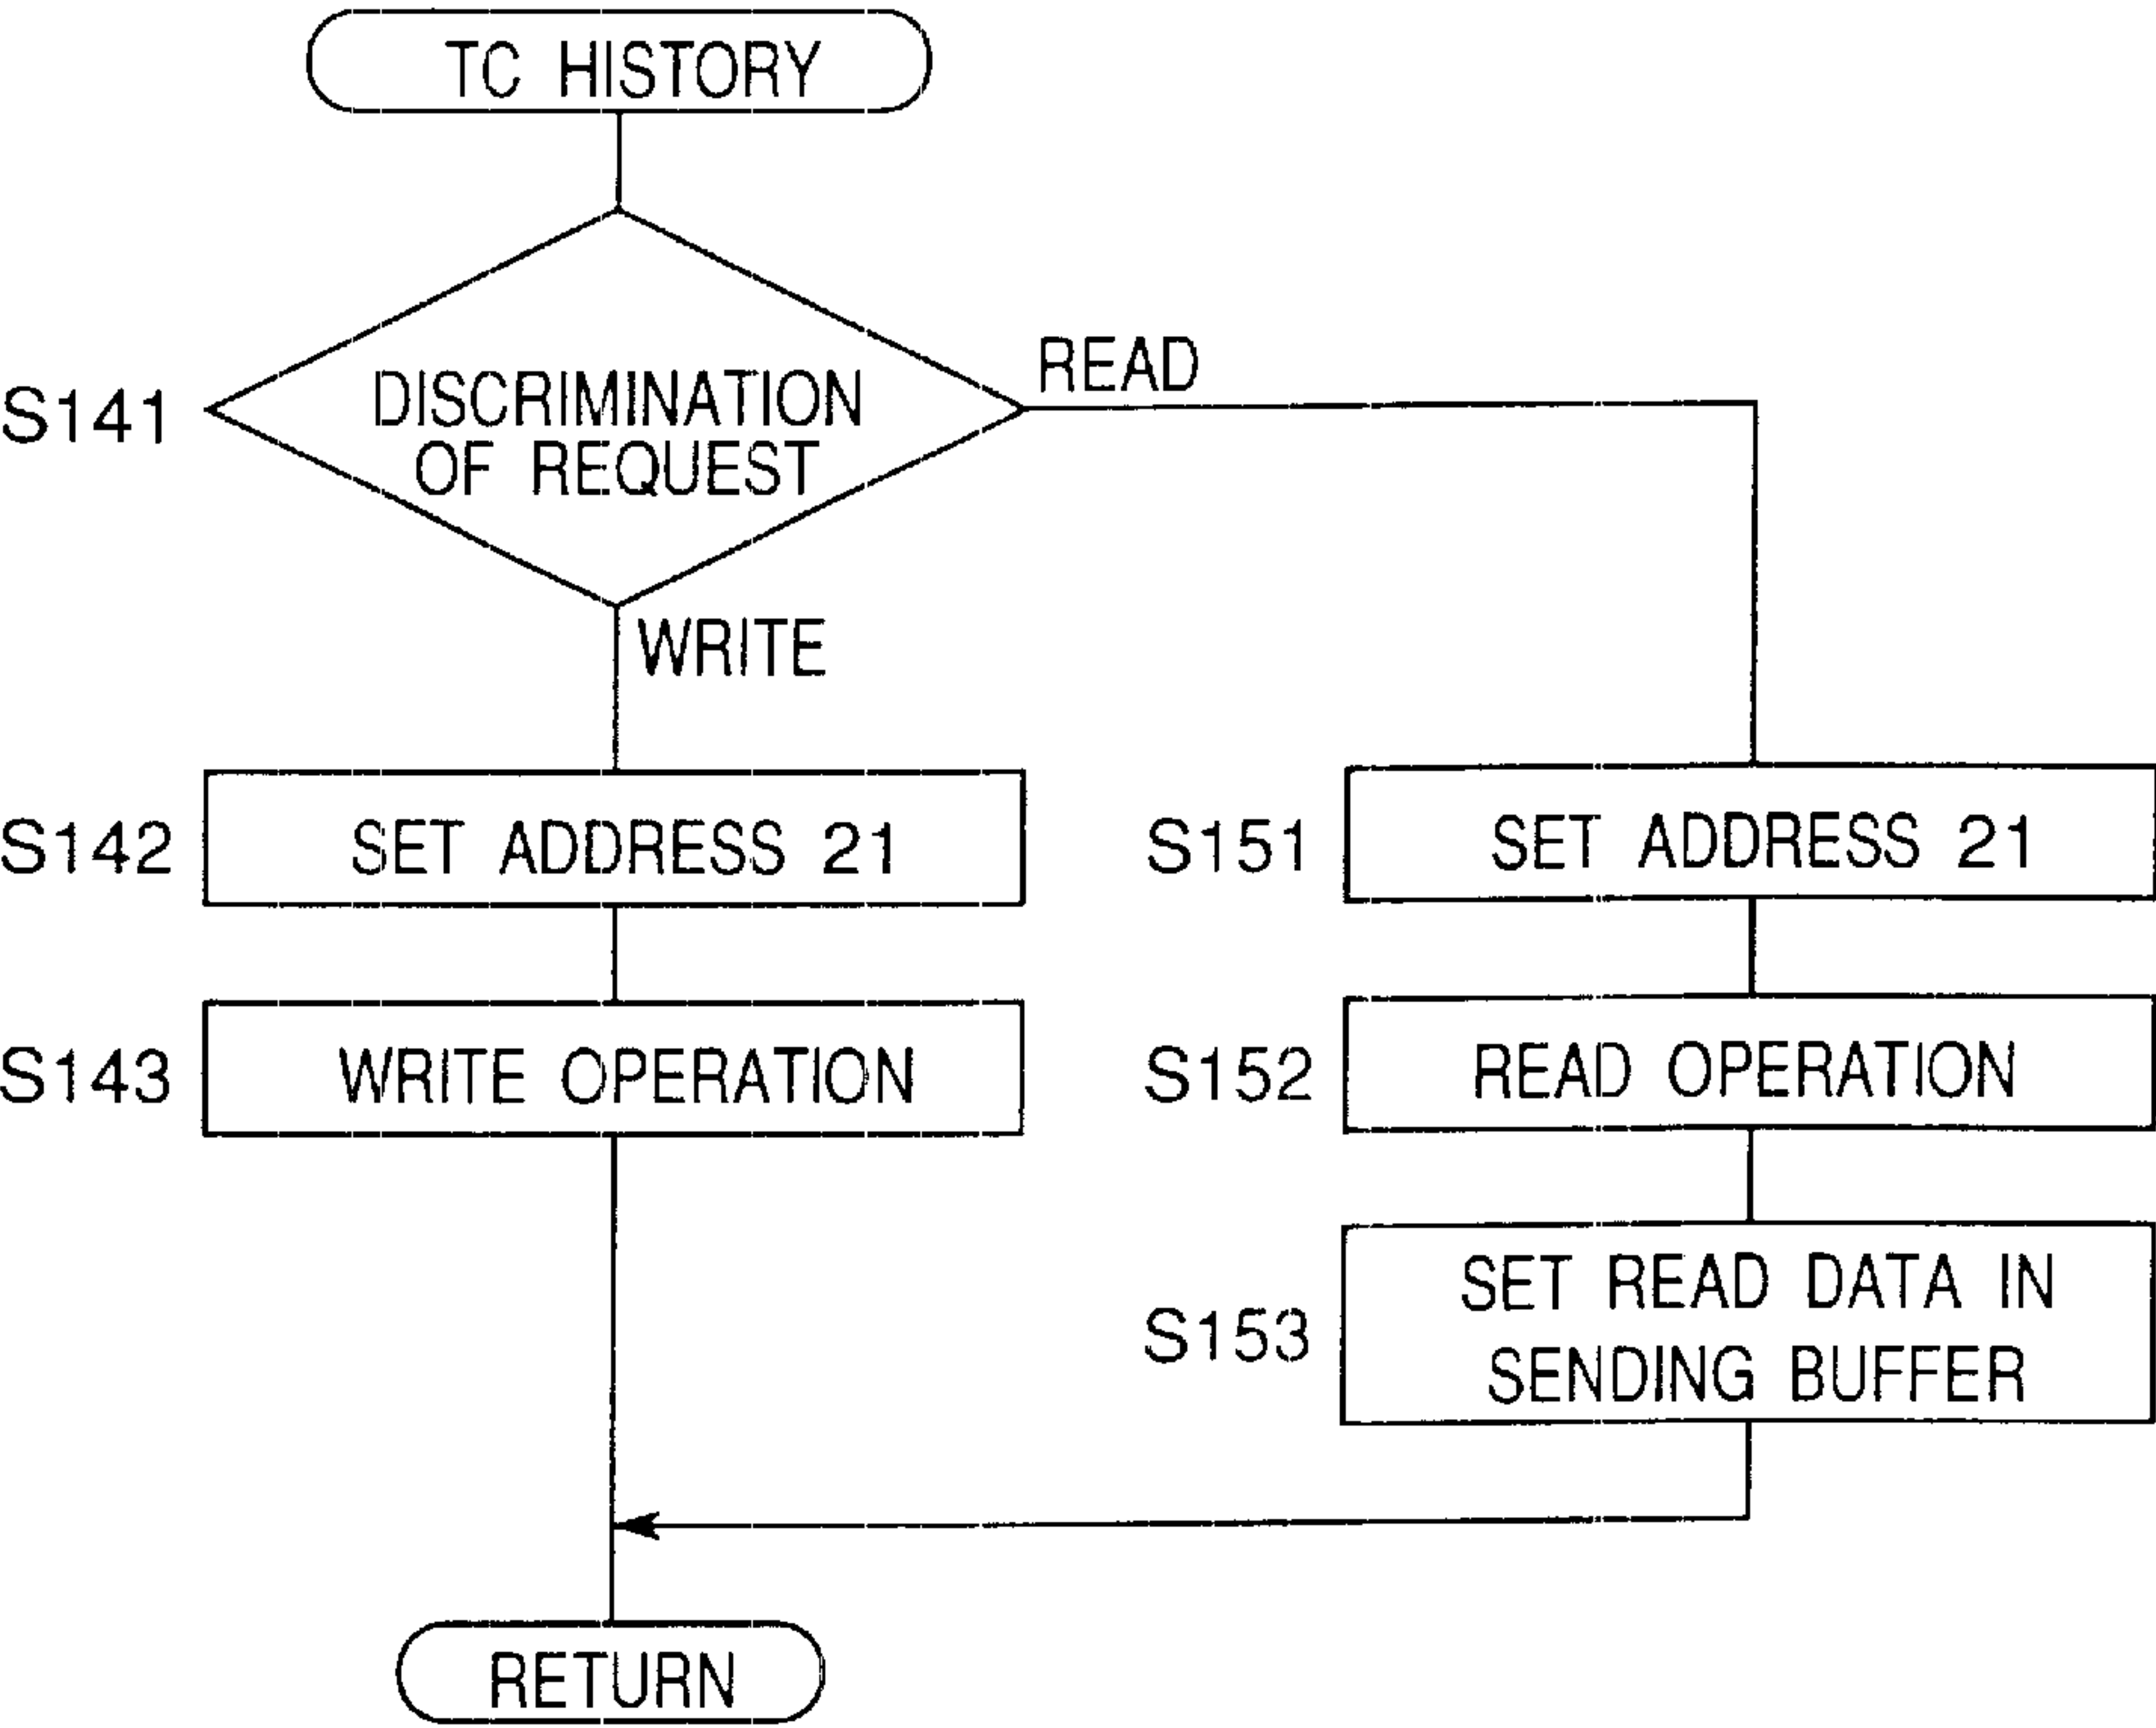 TC HISTORY
S141
DISCRIMINATION
OF REQUEST
READ
WRITE
S142
SET ADDRESS 21
S143
WRITE OPERATION
S151
SET ADDRESS 21
S152
READ OPERATION
S153
SET READ DATA IN
SENDING BUFFER
RETURN